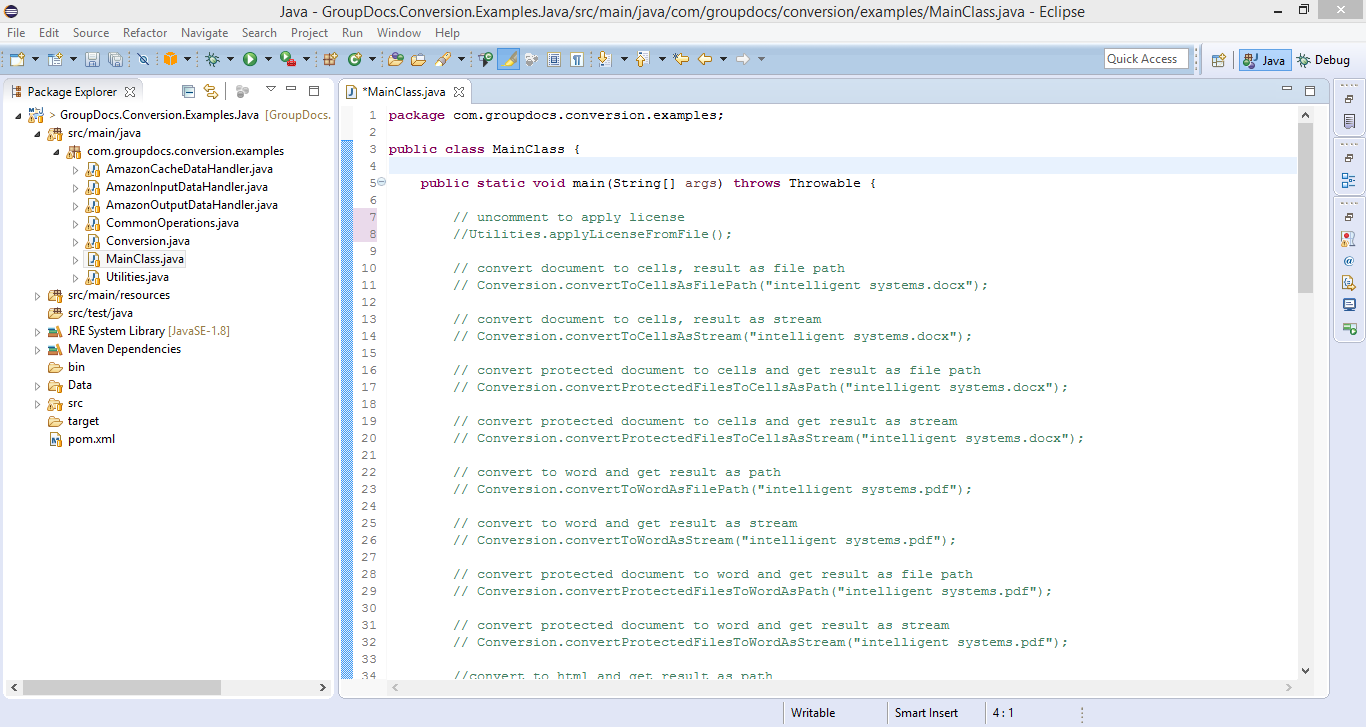 Java - GroupDocs.Conversion.Examples.Java/src/main/java/com/groupdocs/conversion/examples/MainClass.java - Eclipse
File Edit Source Refactor Navigate Search Project Run Window Help
Quick Access
Java
Debug
Package Explorer
> GroupDocs.Conversion.Examples.Java [GroupDocs.
src/main/java
com.groupdocs.conversion.examples
AmazonCacheDataHandler.java
AmazonInputDataHandler.java
AmazonOutputDataHandler.java
CommonOperations.java
Conversion.java
MainClass.java
Utilities.java
src/main/resources
src/test/java
JRE System Library [JavaSE-1.8]
Maven Dependencies
bin
Data
src
target
pom.xml
*MainClass.java
1 package com.groupdocs.conversion.examples;
2
3 public class MainClass {
4
5 public static void main(String[] args) throws Throwable {
6
7 // uncomment to apply license
8 //Utilities.applyLicenseFromFile();
9
10 // convert document to cells, result as file path
11 // Conversion.convertToCellsAsFilePath("intelligent systems.docx");
12
13 // convert document to cells, result as stream
14 // Conversion.convertToCellsAsStream("intelligent systems.docx");
15
16 // convert protected document to cells and get result as file path
17 // Conversion.convertProtectedFilesToCellsAsPath("intelligent systems.docx");
18
19 // convert protected document to cells and get result as stream
20 // Conversion.convertProtectedFilesToCellsAsStream("intelligent systems.docx");
21
22 // convert to word and get result as path
23 // Conversion.convertToWordAsFilePath("intelligent systems.pdf");
24
25 // convert to word and get result as stream
26 // Conversion.convertToWordAsStream("intelligent systems.pdf");
27
28 // convert protected document to word and get result as file path
29 // Conversion.convertProtectedFilesToWordAsPath("intelligent systems.pdf");
30
31 // convert protected document to word and get result as stream
32 // Conversion.convertProtectedFilesToWordAsStream("intelligent systems.pdf");
33
34 //convert to html and get result as path
Writable
Smart Insert
4 : 1